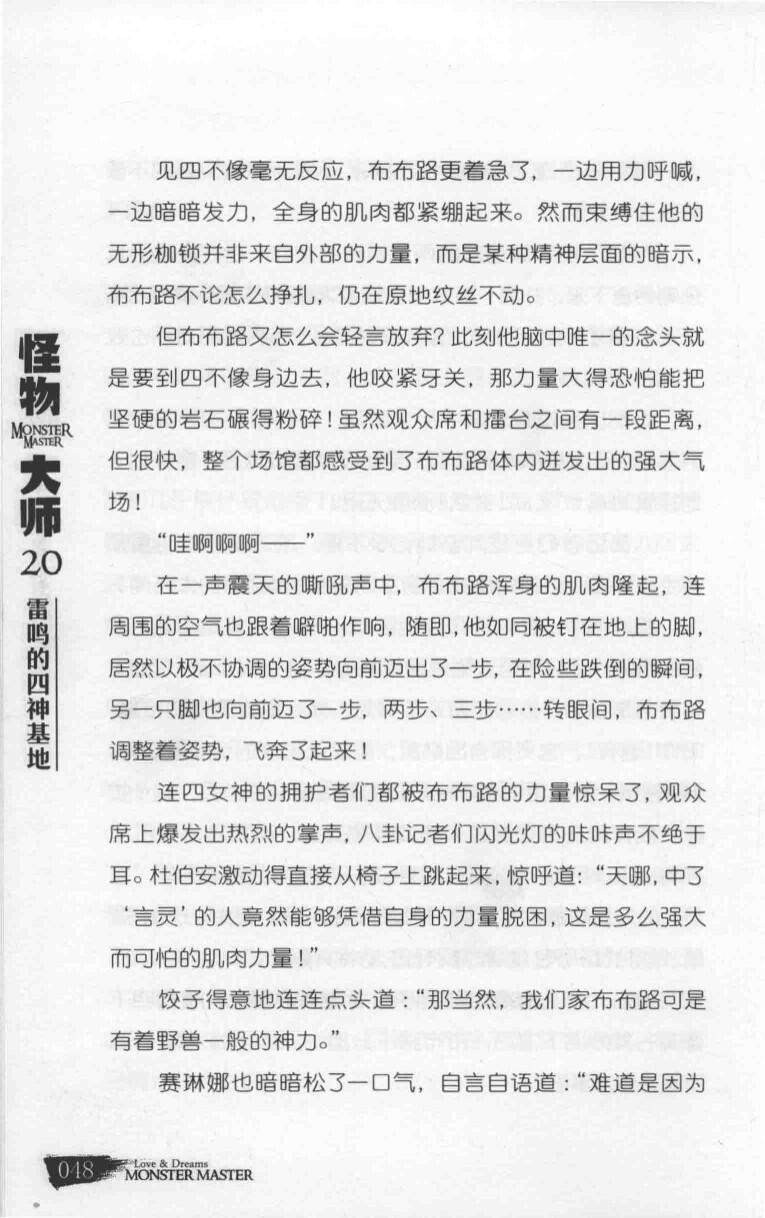 见四不像毫无反应，布布路更着急了，一边用力呼喊，
一边暗暗发力，全身的肌肉都紧绷起来。然而束缚住他的
无形枷锁并非来自外部的力量，而是某种精神层面的暗示，
布布路不论怎么挣扎，仍在原地纹丝不动。
但布布路又怎么会轻言放弃？此刻他脑中唯一的念头就
是要到四不像身边去，他咬紧牙关，那力量大得恐怕能把
坚硬的岩石碾得粉碎！虽然观众席和擂台之间有一段距离，
但很快，整个场馆都感受到了布布路体内迸发出的强大气
场！
“哇啊啊啊——”
在一声震天的嘶吼声中，布布路浑身的肌肉隆起，连
周围的空气也跟着噼啪作响，随即，他如同被钉在地上的脚，
居然以极不协调的姿势向前迈出了一步，在险些跌倒的瞬间，
另一只脚也向前迈了一步，两步、三步……转眼间，布布路
调整着姿势，飞奔了起来！
连四女神的拥护者们都被布布路的力量惊呆了，观众
席上爆发出热烈的掌声，八卦记者们闪光灯的咔咔声不绝于
耳。杜伯安激动得直接从椅子上跳起来，惊呼道：“天哪，中了
‘言灵’的人竟然能够凭借自身的力量脱困，这是多么强大
而可怕的肌肉力量！”
饺子得意地连连点头道：“那当然，我们家布布路可是
有着野兽一般的神力。”
赛琳娜也暗暗松了一口气，自言自语道：“难道是因为
怪物
MONSTER
MASTER
大师
20
雷鸣的四神基地
048
Love & Dreams
MONSTER MASTER